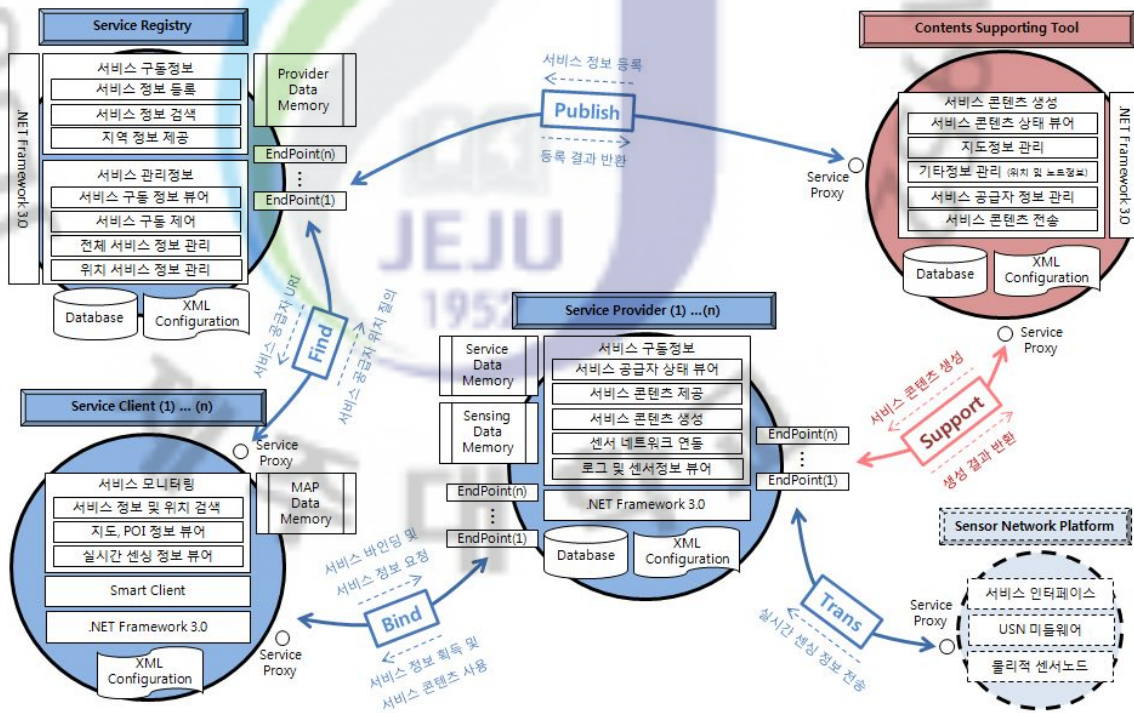 Service Registry
.NET Framework 3.0
서비스 구동정보
서비스 정보 등록
서비스 정보 검색
지역 정보 제공
서비스 관리정보
서비스 구동 정보 뷰어
서비스 구동 제어
전체 서비스 정보 관리
위치 서비스 정보 관리
Provider
Data
Memory
EndPoint(n)
⋮
EndPoint(1)
Database
XML
Configuration
서비스 정보 등록
Publish
등록 결과 반환
Contents Supporting Tool
서비스 콘텐츠 생성
서비스 콘텐츠 상태 뷰어
지도정보 관리
기타정보 관리 (위치 및 노드정보)
서비스 공급자 정보 관리
서비스 콘텐츠 전송
.NET Framework 3.0
Service
Proxy
Database
XML
Configuration
Service
Proxy
JEJU
1952
서비스 공급자 URI
Find
서비스 공급자 위치 질의
Service Provider (1) ...(n)
Service
Data
Memory
Sensing
Data
Memory
EndPoint(n)
⋮
EndPoint(1)
서비스 구동정보
서비스 공급자 상태 뷰어
서비스 콘텐츠 제공
서비스 콘텐츠 생성
센서 네트워크 연동
로그 및 센서정보 뷰어
.NET Framework 3.0
EndPoint(n)
⋮
EndPoint(1)
Database
XML
Configuration
서비스 콘텐츠 생성
Support
생성 결과 반환
Service Client (1) ... (n)
Service
Proxy
서비스 모니터링
서비스 정보 및 위치 검색
지도, POI 정보 뷰어
실시간 센싱 정보 뷰어
Smart Client
.NET Framework 3.0
MAP
Data
Memory
XML
Configuration
Service
Proxy
서비스 바인딩 및
서비스 정보 요청
Bind
서비스 정보 획득 및
서비스 콘텐츠 사용
Trans
실시간 센싱 정보 전송
Sensor Network Platform
Service
Proxy
서비스 인터페이스
USN 미들웨어
물리적 센서노드